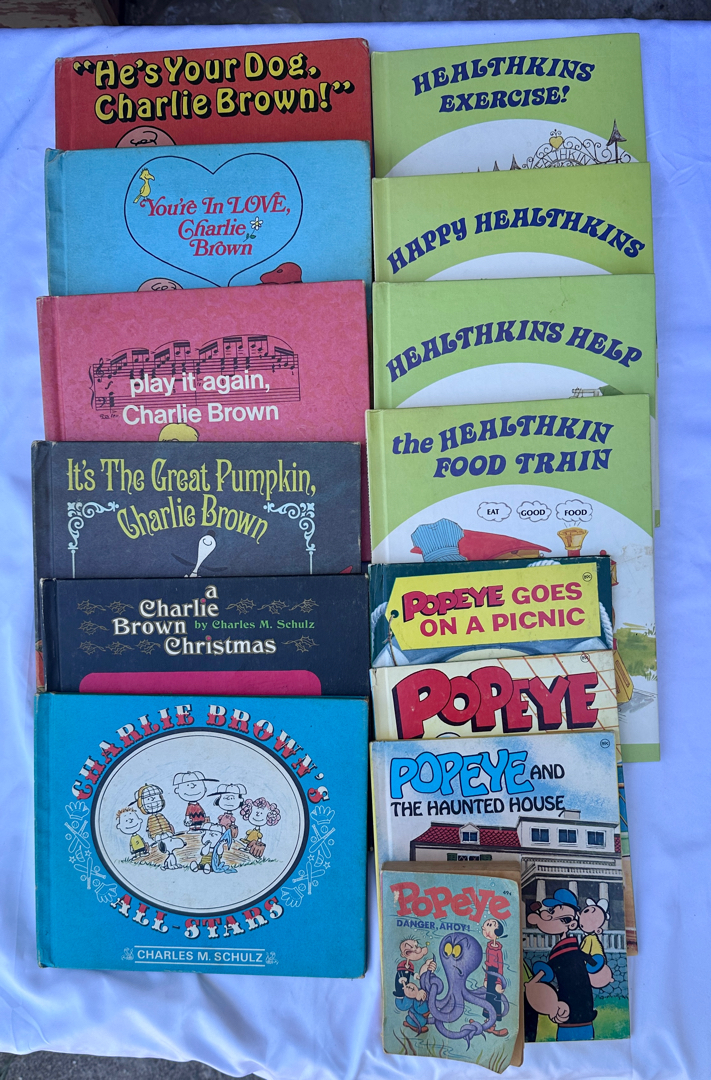 "He's Your Dog,
Charlie Brown!"
You're In LOVE,
Charlie
Brown
play it again,
Charlie Brown
It's The Great Pumpkin,
Charlie Brown
a
Charlie
Brown by Charles M. Schulz
Christmas
CHARLIE BROWN'S
ALL-STARS
CHARLES M. SCHULZ
HEALTHKINS
EXERCISE!
HAPPY HEALTHKINS
HEALTHKINS HELP
the HEALTHKIN
FOOD TRAIN
EAT GOOD FOOD
POPEYE GOES
ON A PICNIC
POPEYE
POPEYE AND
THE HAUNTED HOUSE
POPEYE
49¢
DANGER, AHOY!